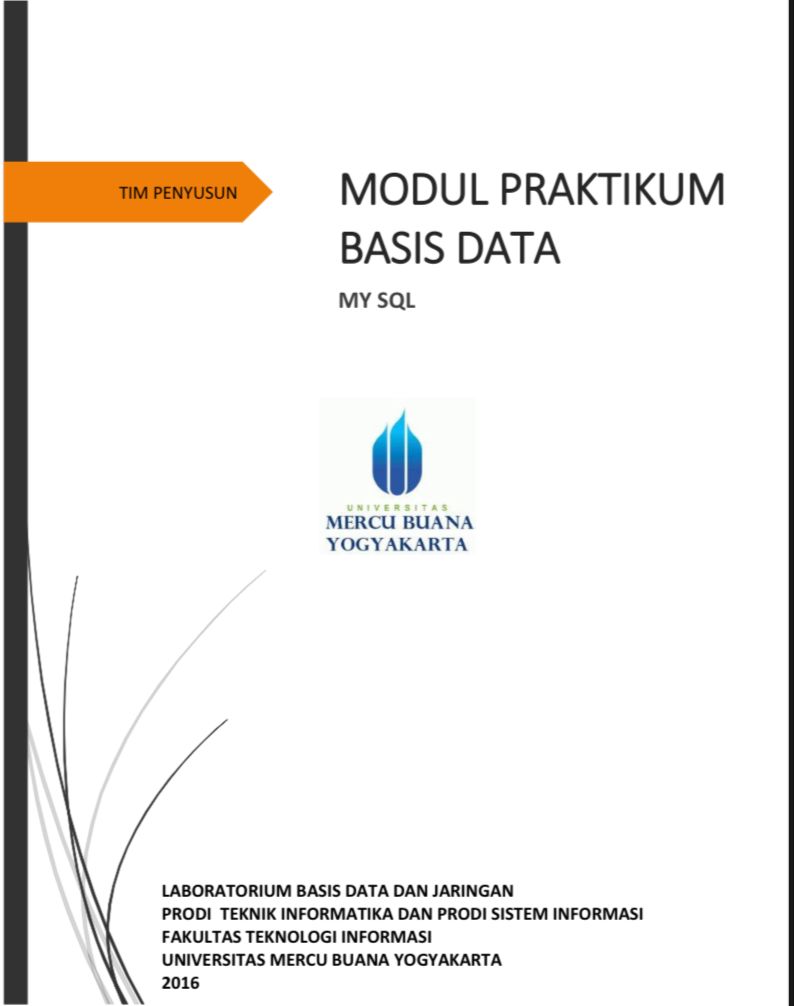 TIM PENYUSUN
MODUL PRAKTIKUM
BASIS DATA
MY SQL
UNIVERSITAS
MERCU BUANA
YOGYAKARTA
LABORATORIUM BASIS DATA DAN JARINGAN
PRODI TEKNIK INFORMATIKA DAN PRODI SISTEM INFORMASI
FAKULTAS TEKNOLOGI INFORMASI
UNIVERSITAS MERCU BUANA YOGYAKARTA
2016